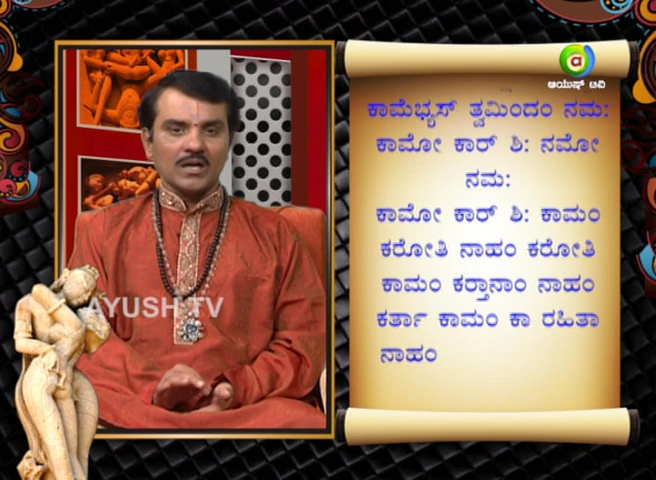 ಆಯುಷ್ ಟಿವಿ
ಕಾಮೆಭ್ಯಸ್ ತ್ವಮಿಂದಂ ನಮಃ:
ಕಾಮೋ ಕಾರ್ ಶಿ: ನಮೋ
ನಮ:
ಕಾಮೋ ಕಾರ್ ಶಿ: ಕಾಮಂ
ಕರೋತಿ ನಾಹಂ ಕರೋತಿ
ಕಾಮಂ ಕರ‍್ತಾನಾಂ ನಾಹಂ
ಕರ್ತಾ ಕಾಮಂ ಕಾ ರಹಿತಾ
ನಾಹಂ
AYUSH TV